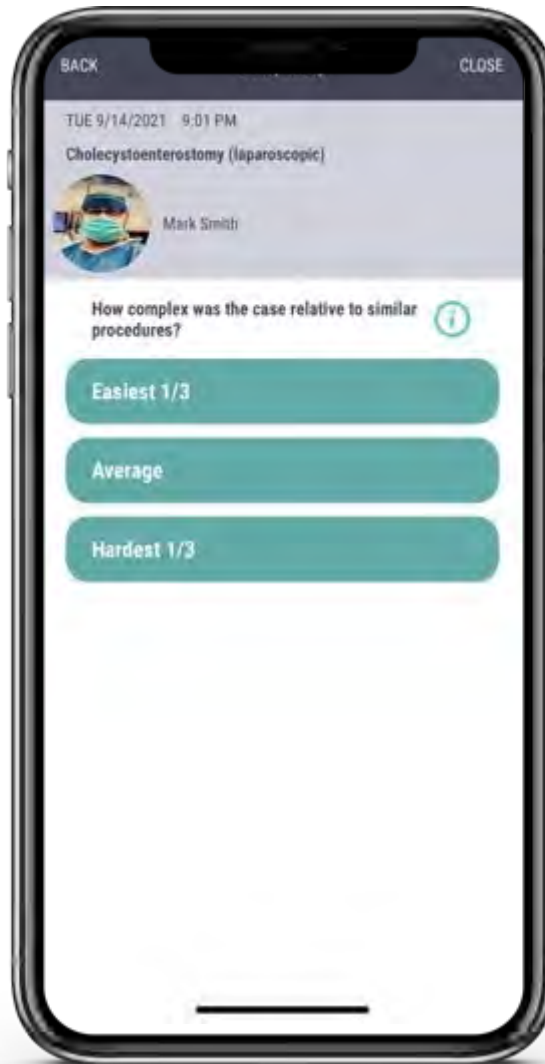 BACK
CLOSE
TUE 9/14/2021 9:01 PM
Cholecystoenterostomy (laparoscopic)
Mark Smith
How complex was the case relative to similar
procedures?
i
Easiest 1/3
Average
Hardest 1/3